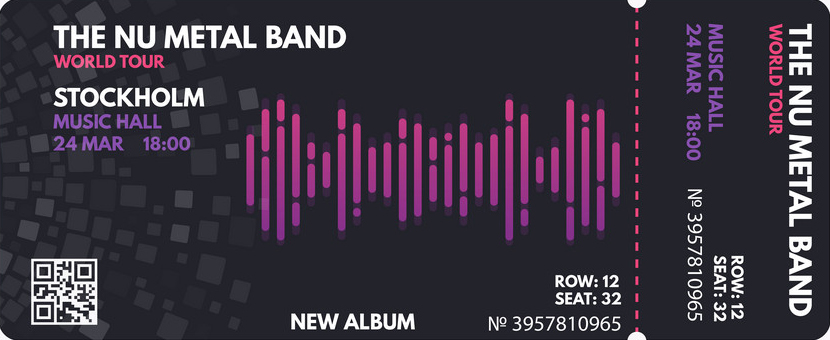 THE NU METAL BAND
WORLD TOUR
STOCKHOLM
MUSIC HALL
24 MAR 18:00
ROW: 12
SEAT: 32
NEW ALBUM
№ 3957810965
THE NU METAL BAND
WORLD TOUR
MUSIC HALL
24 MAR 18:00
ROW: 12
SEAT: 32
№ 3957810965